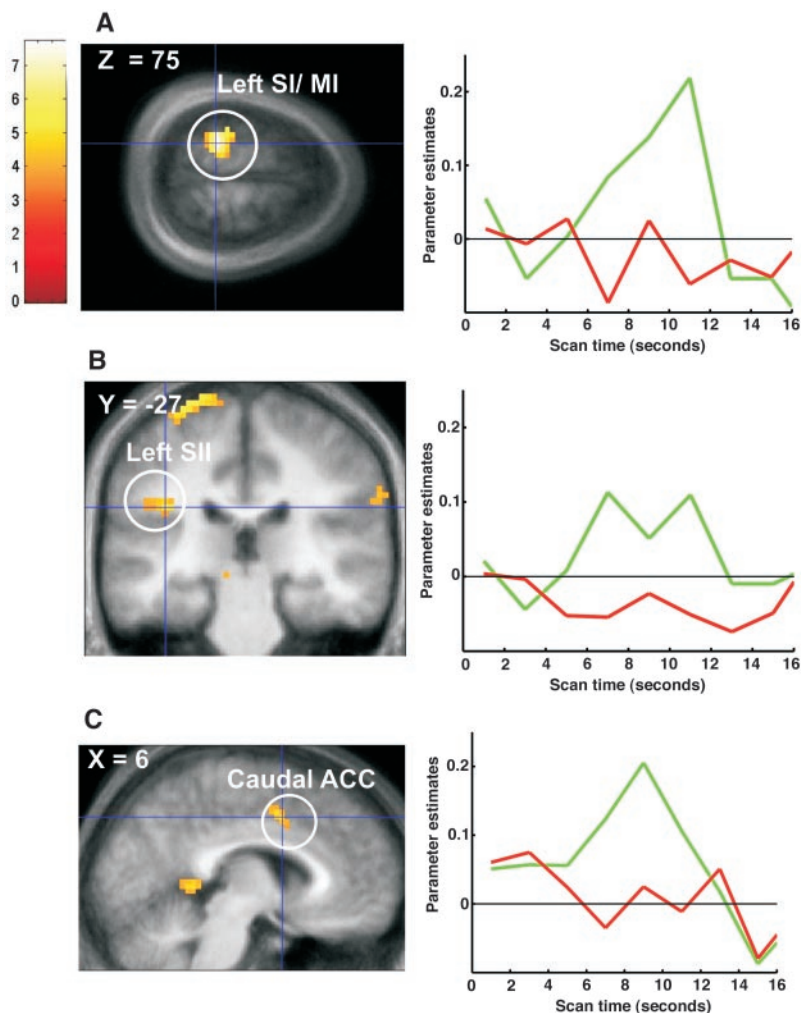 A
Z = 75
Left SI/ MI
7
6
5
4
3
2
1
0
Parameter estimates
0.2
0.1
0
0 2 4 6 8 10 12 14 16
Scan time (seconds)
B
Y = -27
Left SII
Parameter estimates
0.2
0.1
0
0 2 4 6 8 10 12 14 16
Scan time (seconds)
C
X = 6
Caudal ACC
Parameter estimates
0.2
0.1
0
0 2 4 6 8 10 12 14 16
Scan time (seconds)